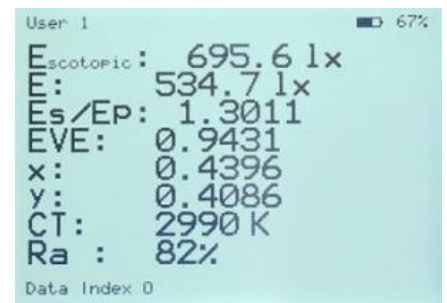 User 1 67%
Escotopic: 695.6 lx
E: 534.7 lx
Es/Ep: 1.3011
EVE: 0.9431
x: 0.4396
y: 0.4086
CT: 2990 K
Ra : 82%
Data Index 0